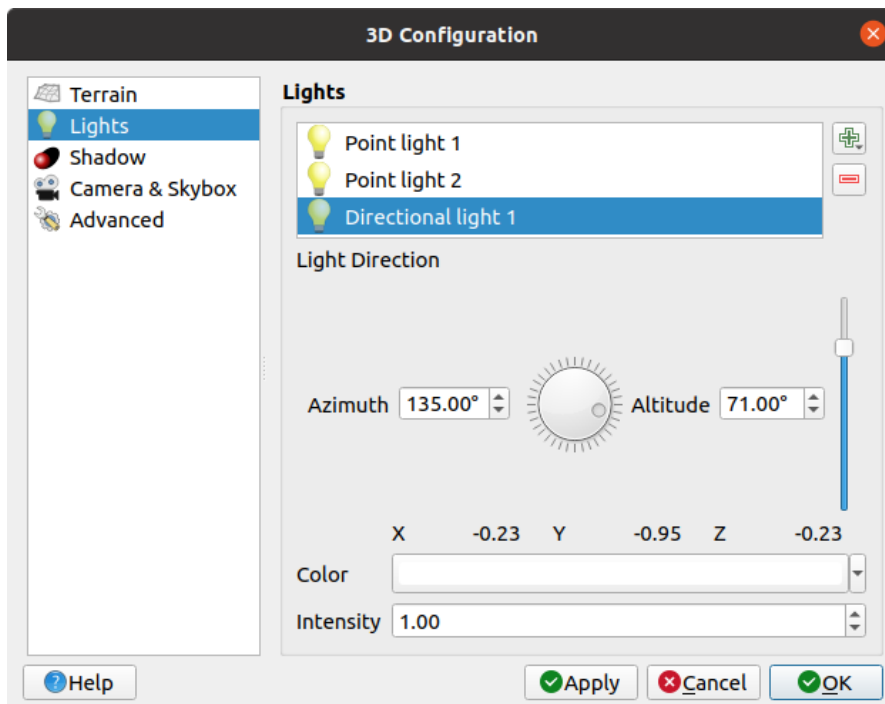 3D Configuration
Terrain
Lights
Shadow
Camera & Skybox
Advanced
Lights
Point light 1
Point light 2
Directional light 1
Light Direction
Azimuth 135.00° Altitude 71.00°
X -0.23 Y -0.95 Z -0.23
Color
Intensity 1.00
Help Apply Cancel OK